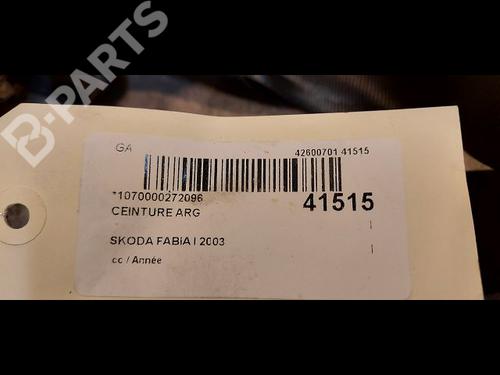 B-PARTS
GA
42600701 41515
*1070000272096
41515
CEINTURE ARG
SKODA FABIA I 2003
cc / Année